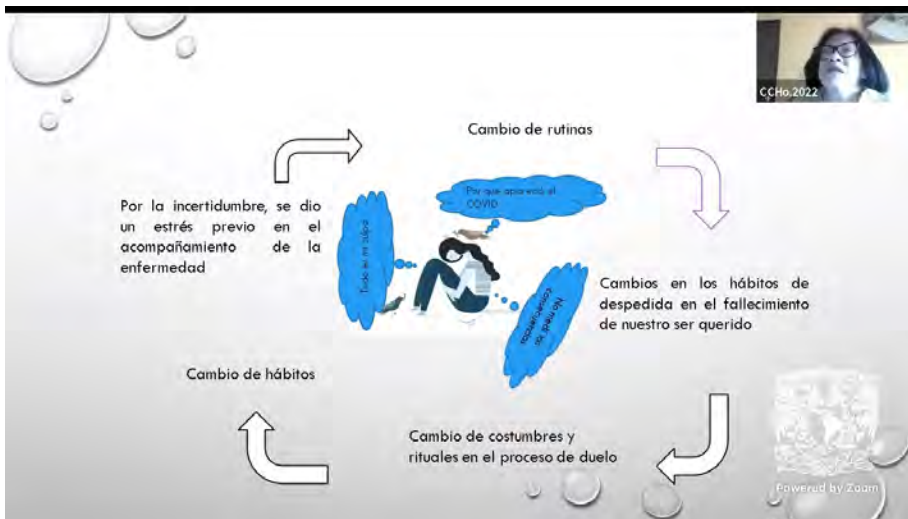 CCHo.2022
Cambio de rutinas
Por que apareció el
COVID
Por la incertidumbre, se dio
un estrés previo en el
acompañamiento de la
enfermedad
Todo es mi culpa
No medí las
consecuencias
Cambios en los hábitos de
despedida en el fallecimiento
de nuestro ser querido
Cambio de hábitos
Cambio de costumbres y
rituales en el proceso de duelo
Powered by Zoom